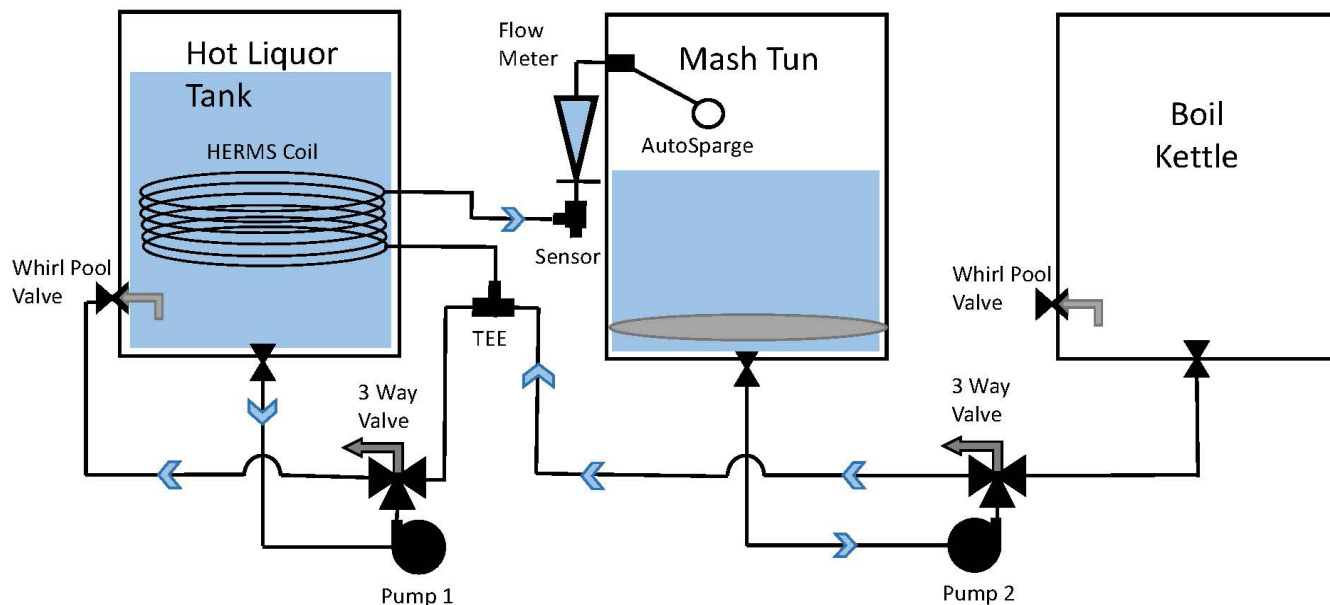 Hot Liquor
Tank
HERMS Coil
Whirl Pool
Valve
Flow
Meter
Sensor
TEE
3 Way
Valve
Pump 1
Mash Tun
AutoSparge
3 Way
Valve
Pump 2
Boil
Kettle
Whirl Pool
Valve